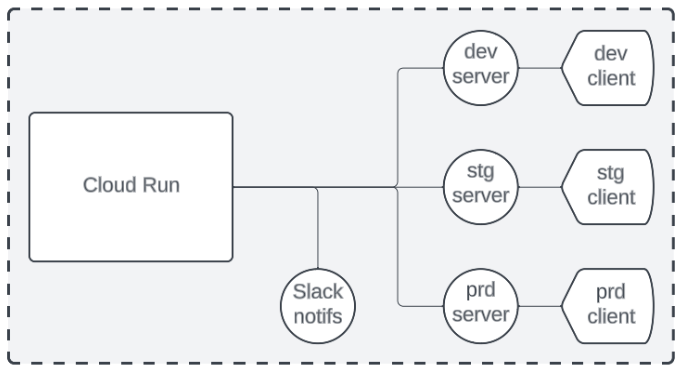 dev
server
dev
client
Cloud Run
stg
server
stg
client
Slack
notifs
prd
server
prd
client